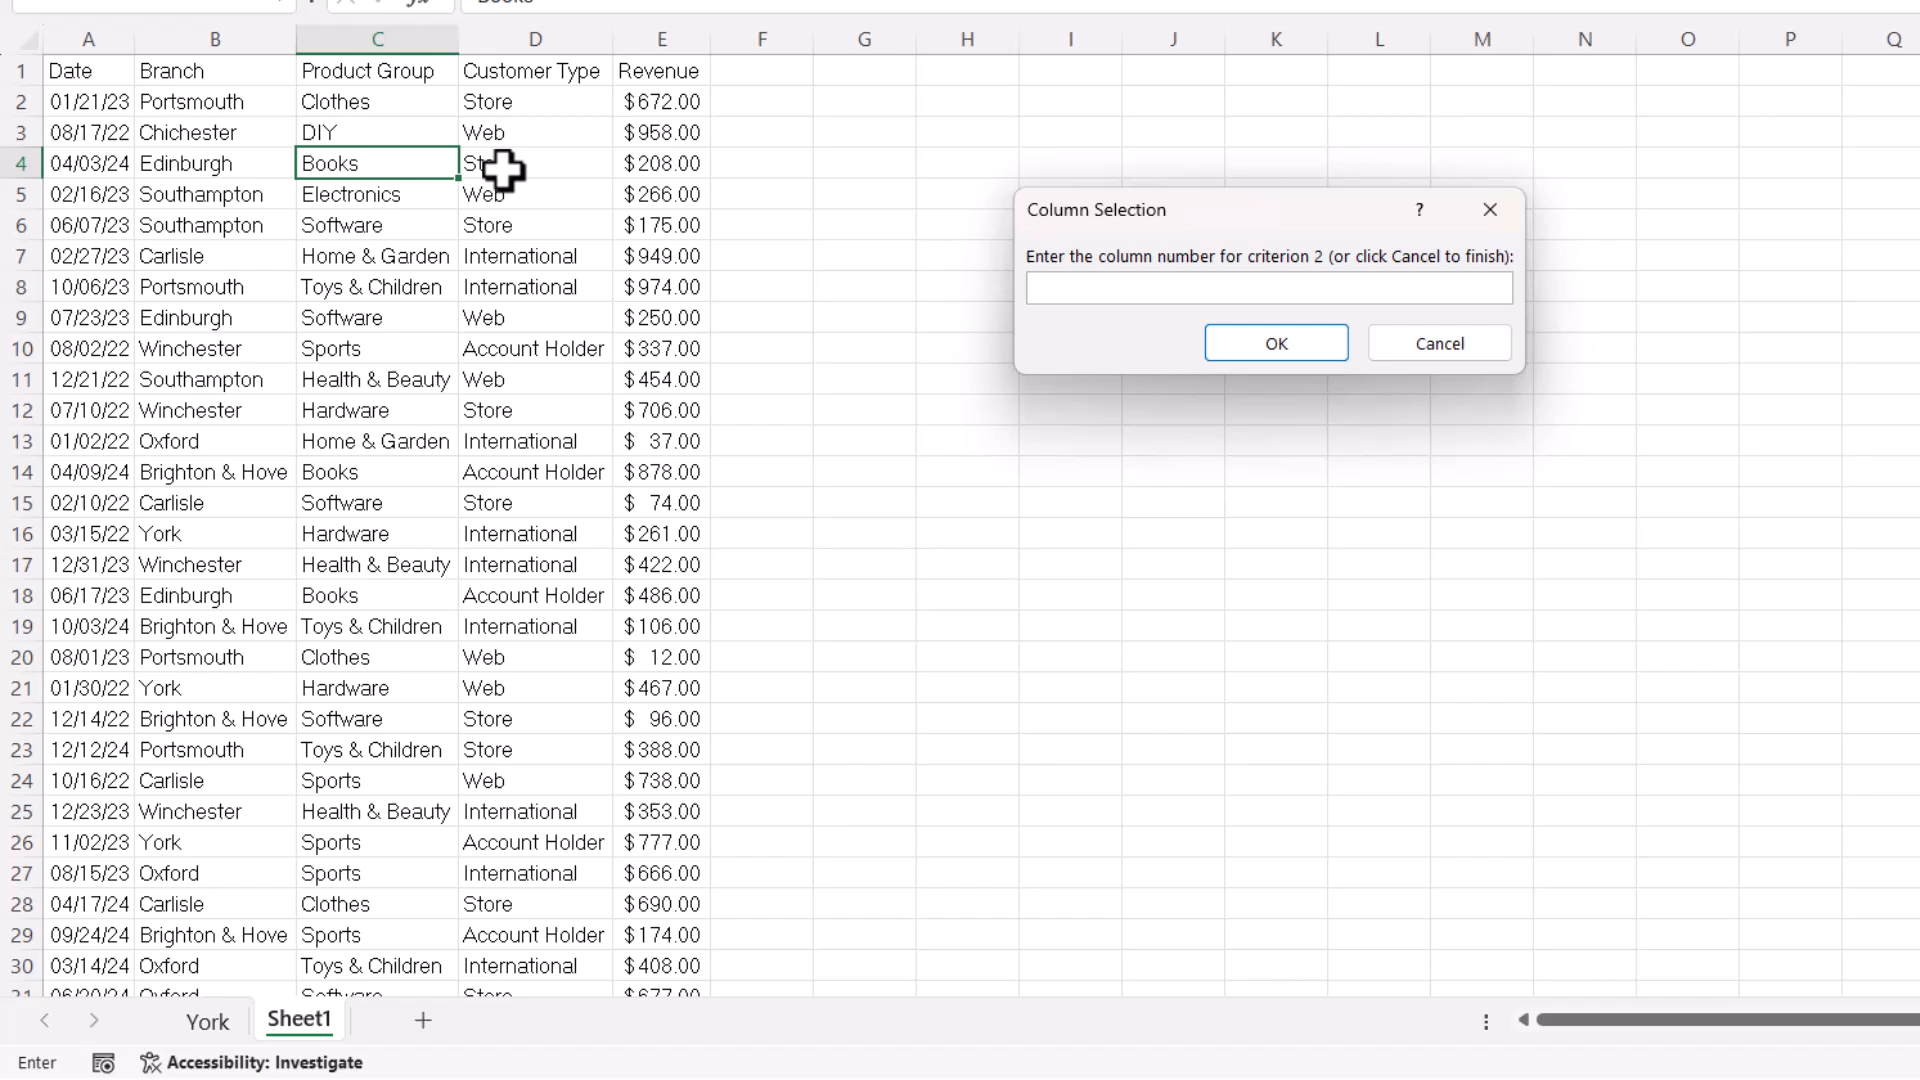 A B C D E F G H I J K L M N O P Q
1 Date Branch Product Group Customer Type Revenue
2 01/21/23 Portsmouth Clothes Store $672.00
3 08/17/22 Chichester DIY Web $958.00
4 04/03/24 Edinburgh Books $208.00
5 02/16/23 Southampton Electronics Web $266.00
6 06/07/23 Southampton Software Store $175.00
7 02/27/23 Carlisle Home & Garden International $949.00
8 10/06/23 Portsmouth Toys & Children International $974.00
9 07/23/23 Edinburgh Software Web $250.00
10 08/02/22 Winchester Sports Account Holder $337.00
11 12/21/22 Southampton Health & Beauty Web $454.00
12 07/10/22 Winchester Hardware Store $706.00
13 01/02/22 Oxford Home & Garden International $ 37.00
14 04/09/24 Brighton & Hove Books Account Holder $878.00
15 02/10/22 Carlisle Software Store $ 74.00
16 03/15/22 York Hardware International $261.00
17 12/31/23 Winchester Health & Beauty International $422.00
18 06/17/23 Edinburgh Books Account Holder $486.00
19 10/03/24 Brighton & Hove Toys & Children International $106.00
20 08/01/23 Portsmouth Clothes Web $ 12.00
21 01/30/22 York Hardware Web $467.00
22 12/14/22 Brighton & Hove Software Store $ 96.00
23 12/12/24 Portsmouth Toys & Children Store $388.00
24 10/16/22 Carlisle Sports Web $738.00
25 12/23/23 Winchester Health & Beauty International $353.00
26 11/02/23 York Sports Account Holder $777.00
27 08/15/23 Oxford Sports International $666.00
28 04/17/24 Carlisle Clothes Store $690.00
29 09/24/24 Brighton & Hove Sports Account Holder $174.00
30 03/14/24 Oxford Toys & Children International $408.00
Column Selection ?
Enter the column number for criterion 2 (or click Cancel to finish):
OK Cancel
York Sheet1
Enter Accessibility: Investigate